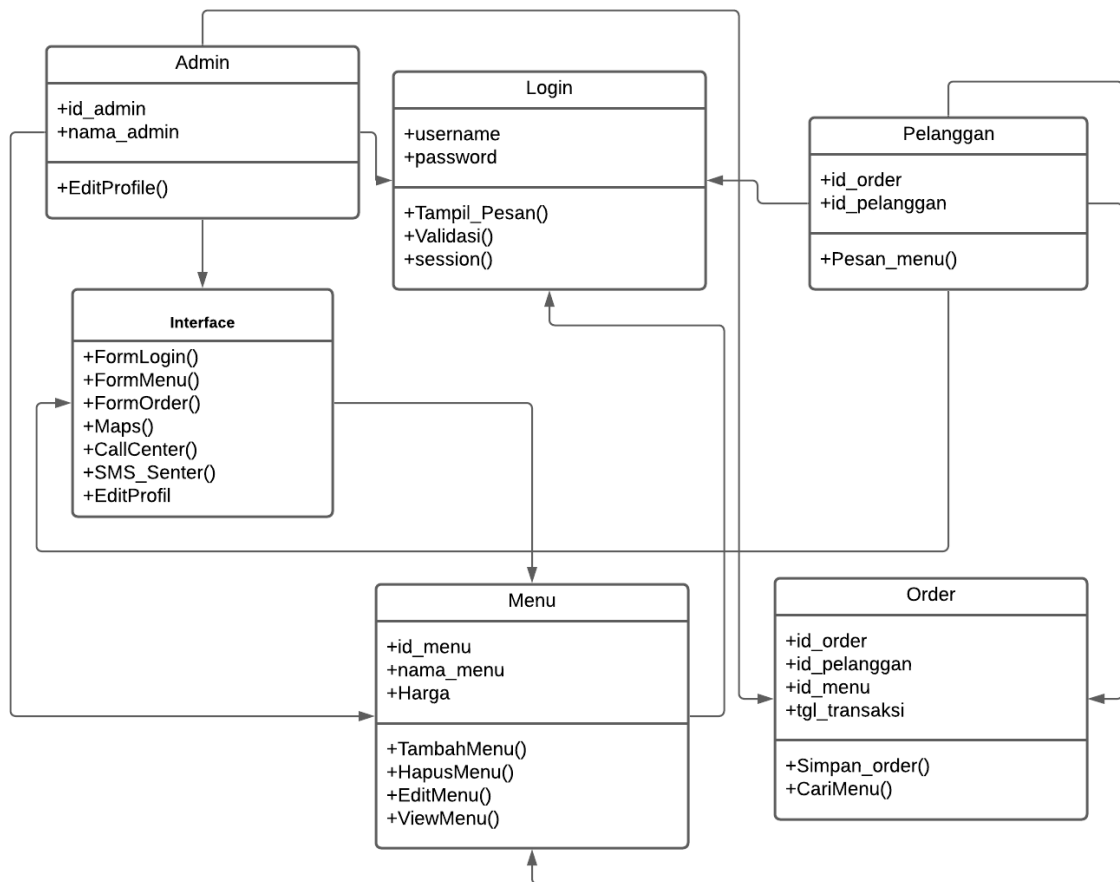 Admin
+id_admin
+nama_admin
+EditProfile()
Login
+username
+password
+Tampil_Pesan()
+Validasi()
+session()
Pelanggan
+id_order
+id_pelanggan
+Pesan_menu()
Interface
+FormLogin()
+FormMenu()
+FormOrder()
+Maps()
+CallCenter()
+SMS_Senter()
+EditProfil
Menu
+id_menu
+nama_menu
+Harga
+TambahMenu()
+HapusMenu()
+EditMenu()
+ViewMenu()
Order
+id_order
+id_pelanggan
+id_menu
+tgl_transaksi
+Simpan_order()
+CariMenu()